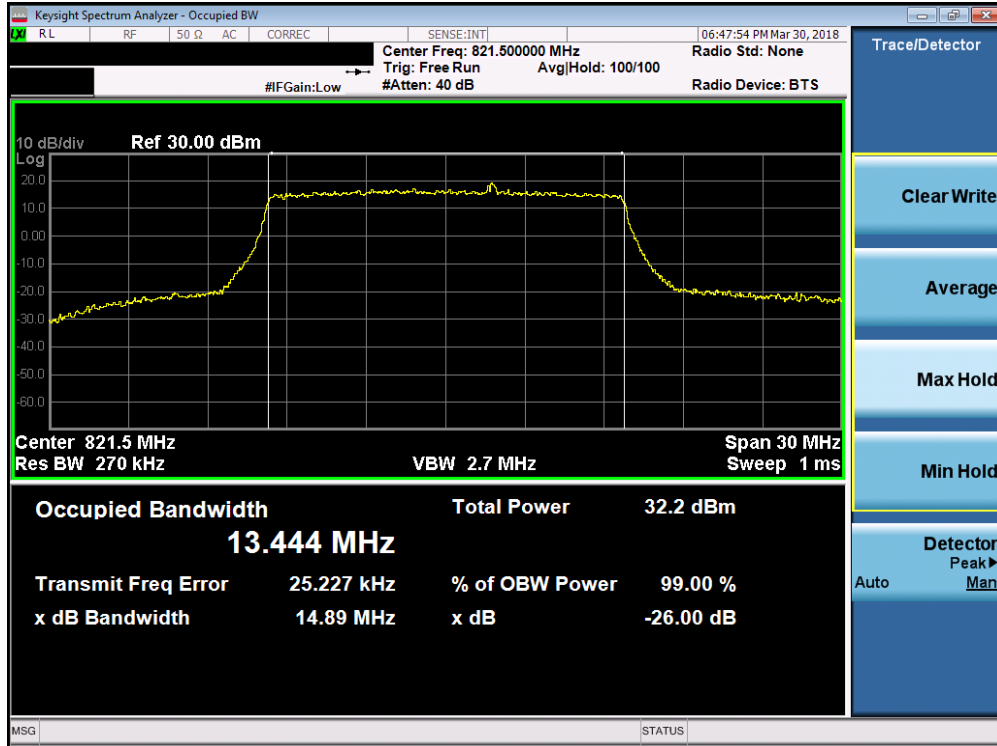 Keysight Spectrum Analyzer - Occupied BW
LXI RL RF 50 Ω AC CORREC SENSE:INT 06:47:54 PM Mar 30, 2018
Center Freq: 821.500000 MHz Radio Std: None
Trig: Free Run Avg|Hold: 100/100
#IFGain:Low #Atten: 40 dB Radio Device: BTS
Trace/Detector
10 dB/div Ref 30.00 dBm
Log
20.0
10.0
0.00
-10.0
-20.0
-30.0
-40.0
-50.0
-60.0
Center 821.5 MHz Span 30 MHz
Res BW 270 kHz VBW 2.7 MHz Sweep 1 ms
Occupied Bandwidth Total Power 32.2 dBm
13.444 MHz
Transmit Freq Error 25.227 kHz % of OBW Power 99.00 %
x dB Bandwidth 14.89 MHz x dB -26.00 dB
Clear Write
Average
Max Hold
Min Hold
Detector
Peak▶
Auto Man
MSG STATUS